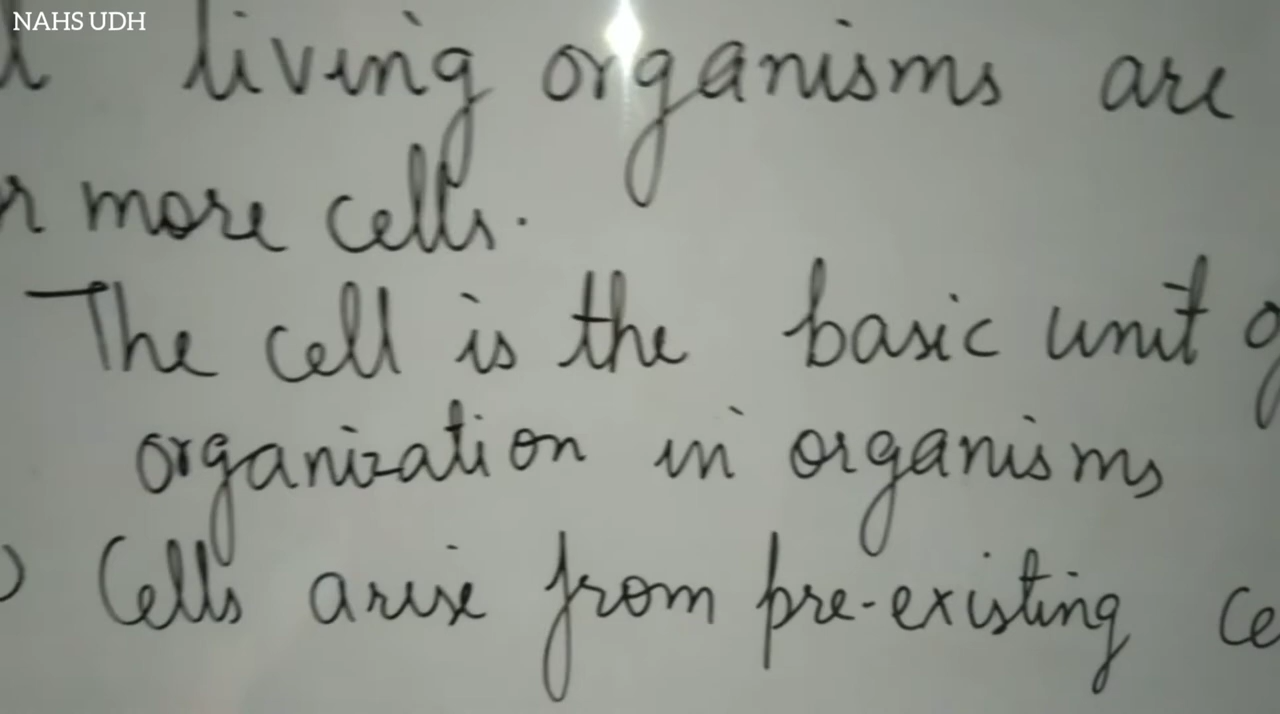 NAHS UDH
living organisms are
more cells.
The cell is the basic unit
organization in organisms
) Cells arise from pre-existing ce